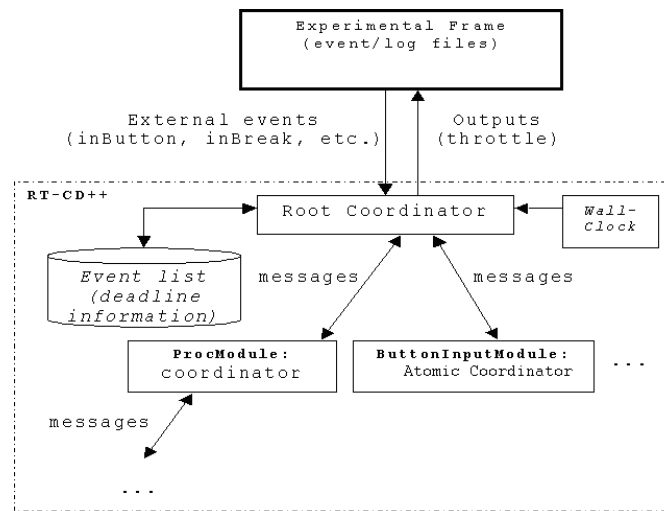 Experimental Frame
(event/log files)
External events
(inButton, inBreak, etc.)
Outputs
(throttle)
RT-CD++
Root Coordinator
Wall-
Clock
Event list
(deadline
information)
messages
messages
ProcModule:
coordinator
ButtonInputModule:
Atomic Coordinator
...
messages
...